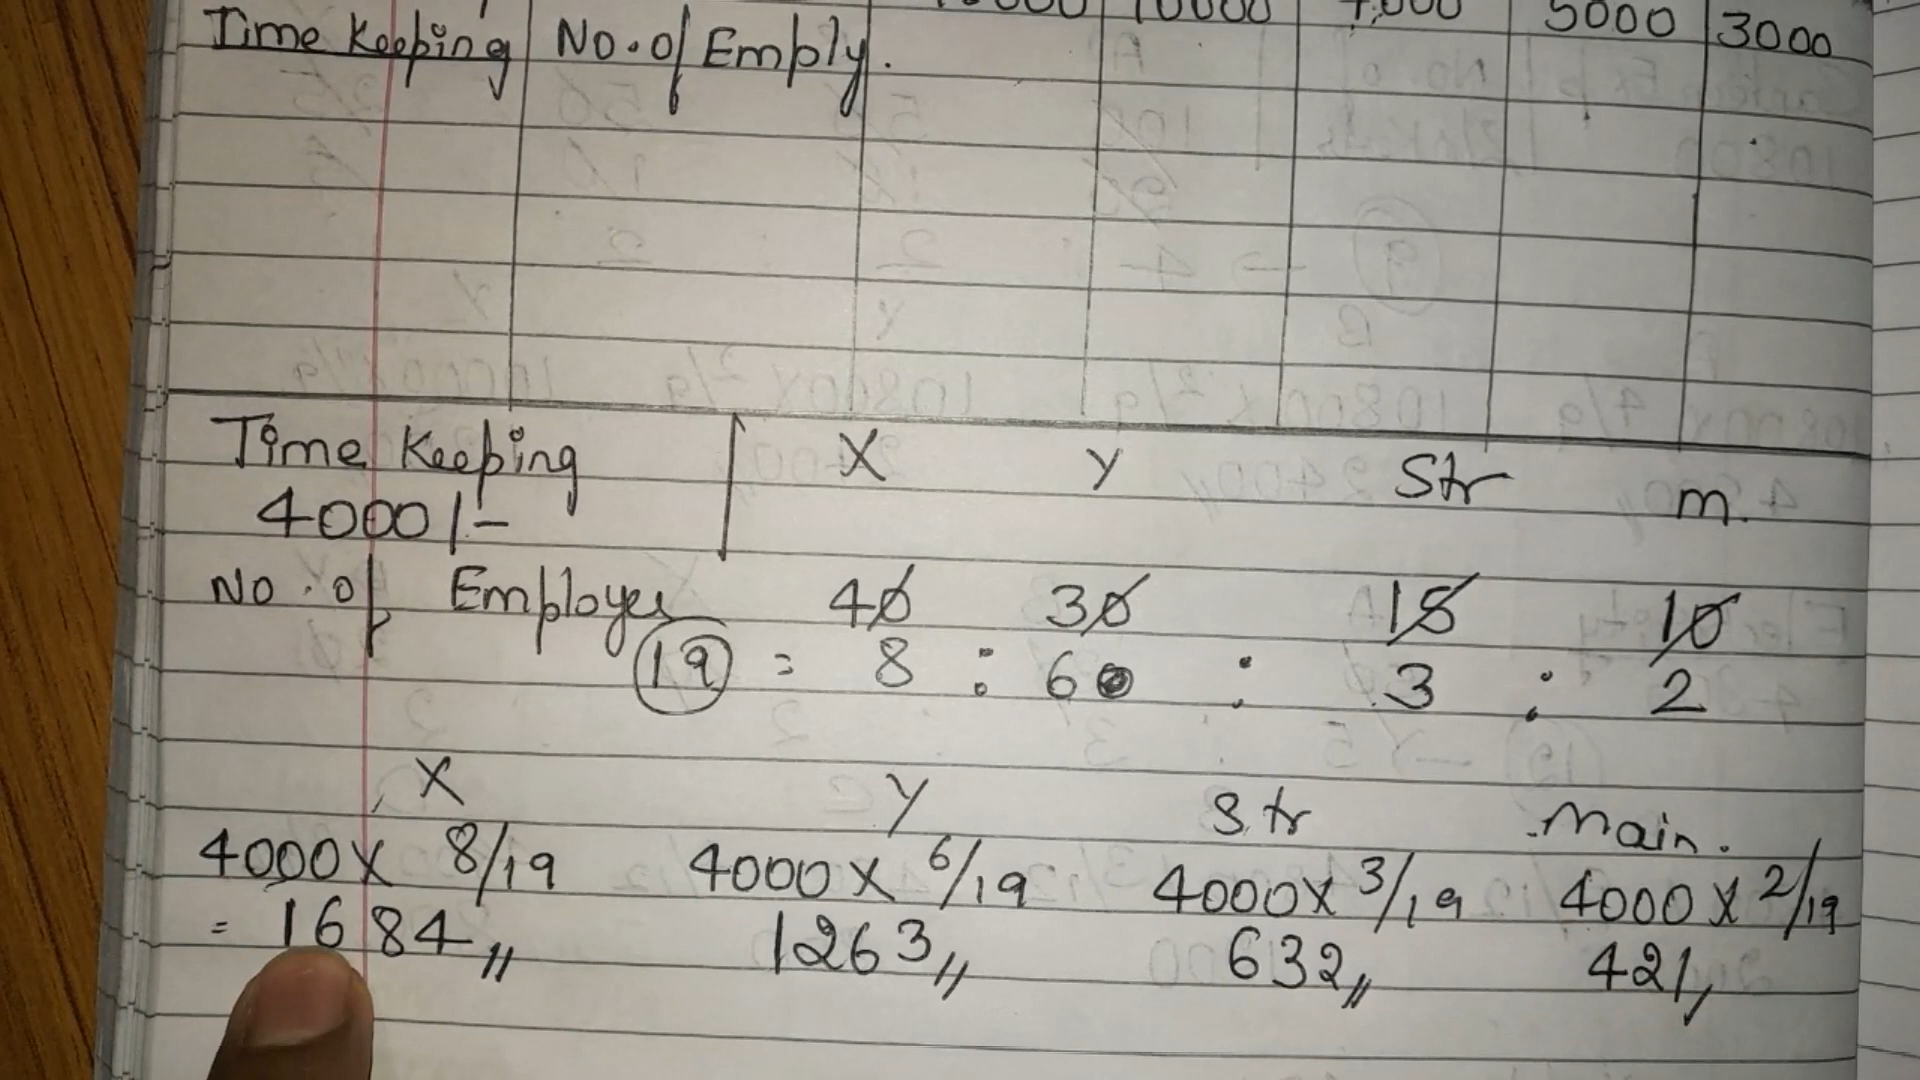 10000 4,000 5000 3000
Time Keeping No. of Emply.
Time Keeping X Y Str m.
4000/-
No. of Employes 40 30 15 10
19 = 8 : 6 : 3 : 2
X Y Str Main.
4000 X 8/19 4000 X 6/19 4000 X 3/19 4000 X 2/19
= 1684,, 1263,, 632,, 421,